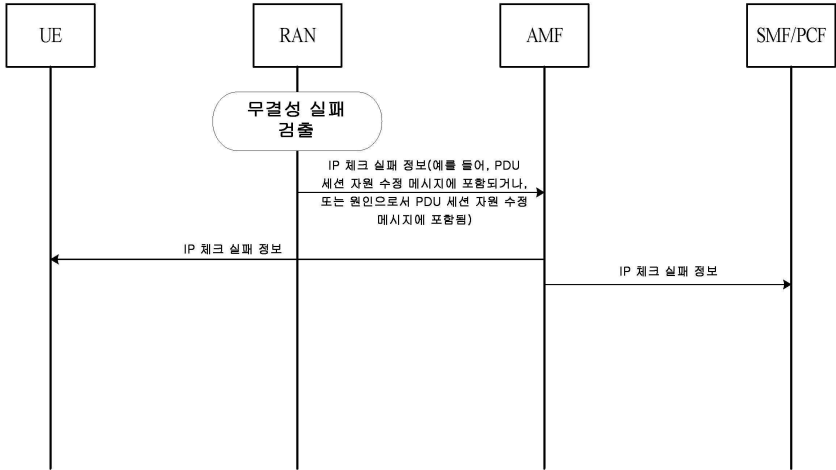 UE
RAN
AMF
SMF/PCF
무결성 실패
검출
IP 체크 실패 정보(예를 들어, PDU
세션 자원 수정 메시지에 포함되거나,
또는 원인으로서 PDU 세션 자원 수정
메시지에 포함됨)
IP 체크 실패 정보
IP 체크 실패 정보